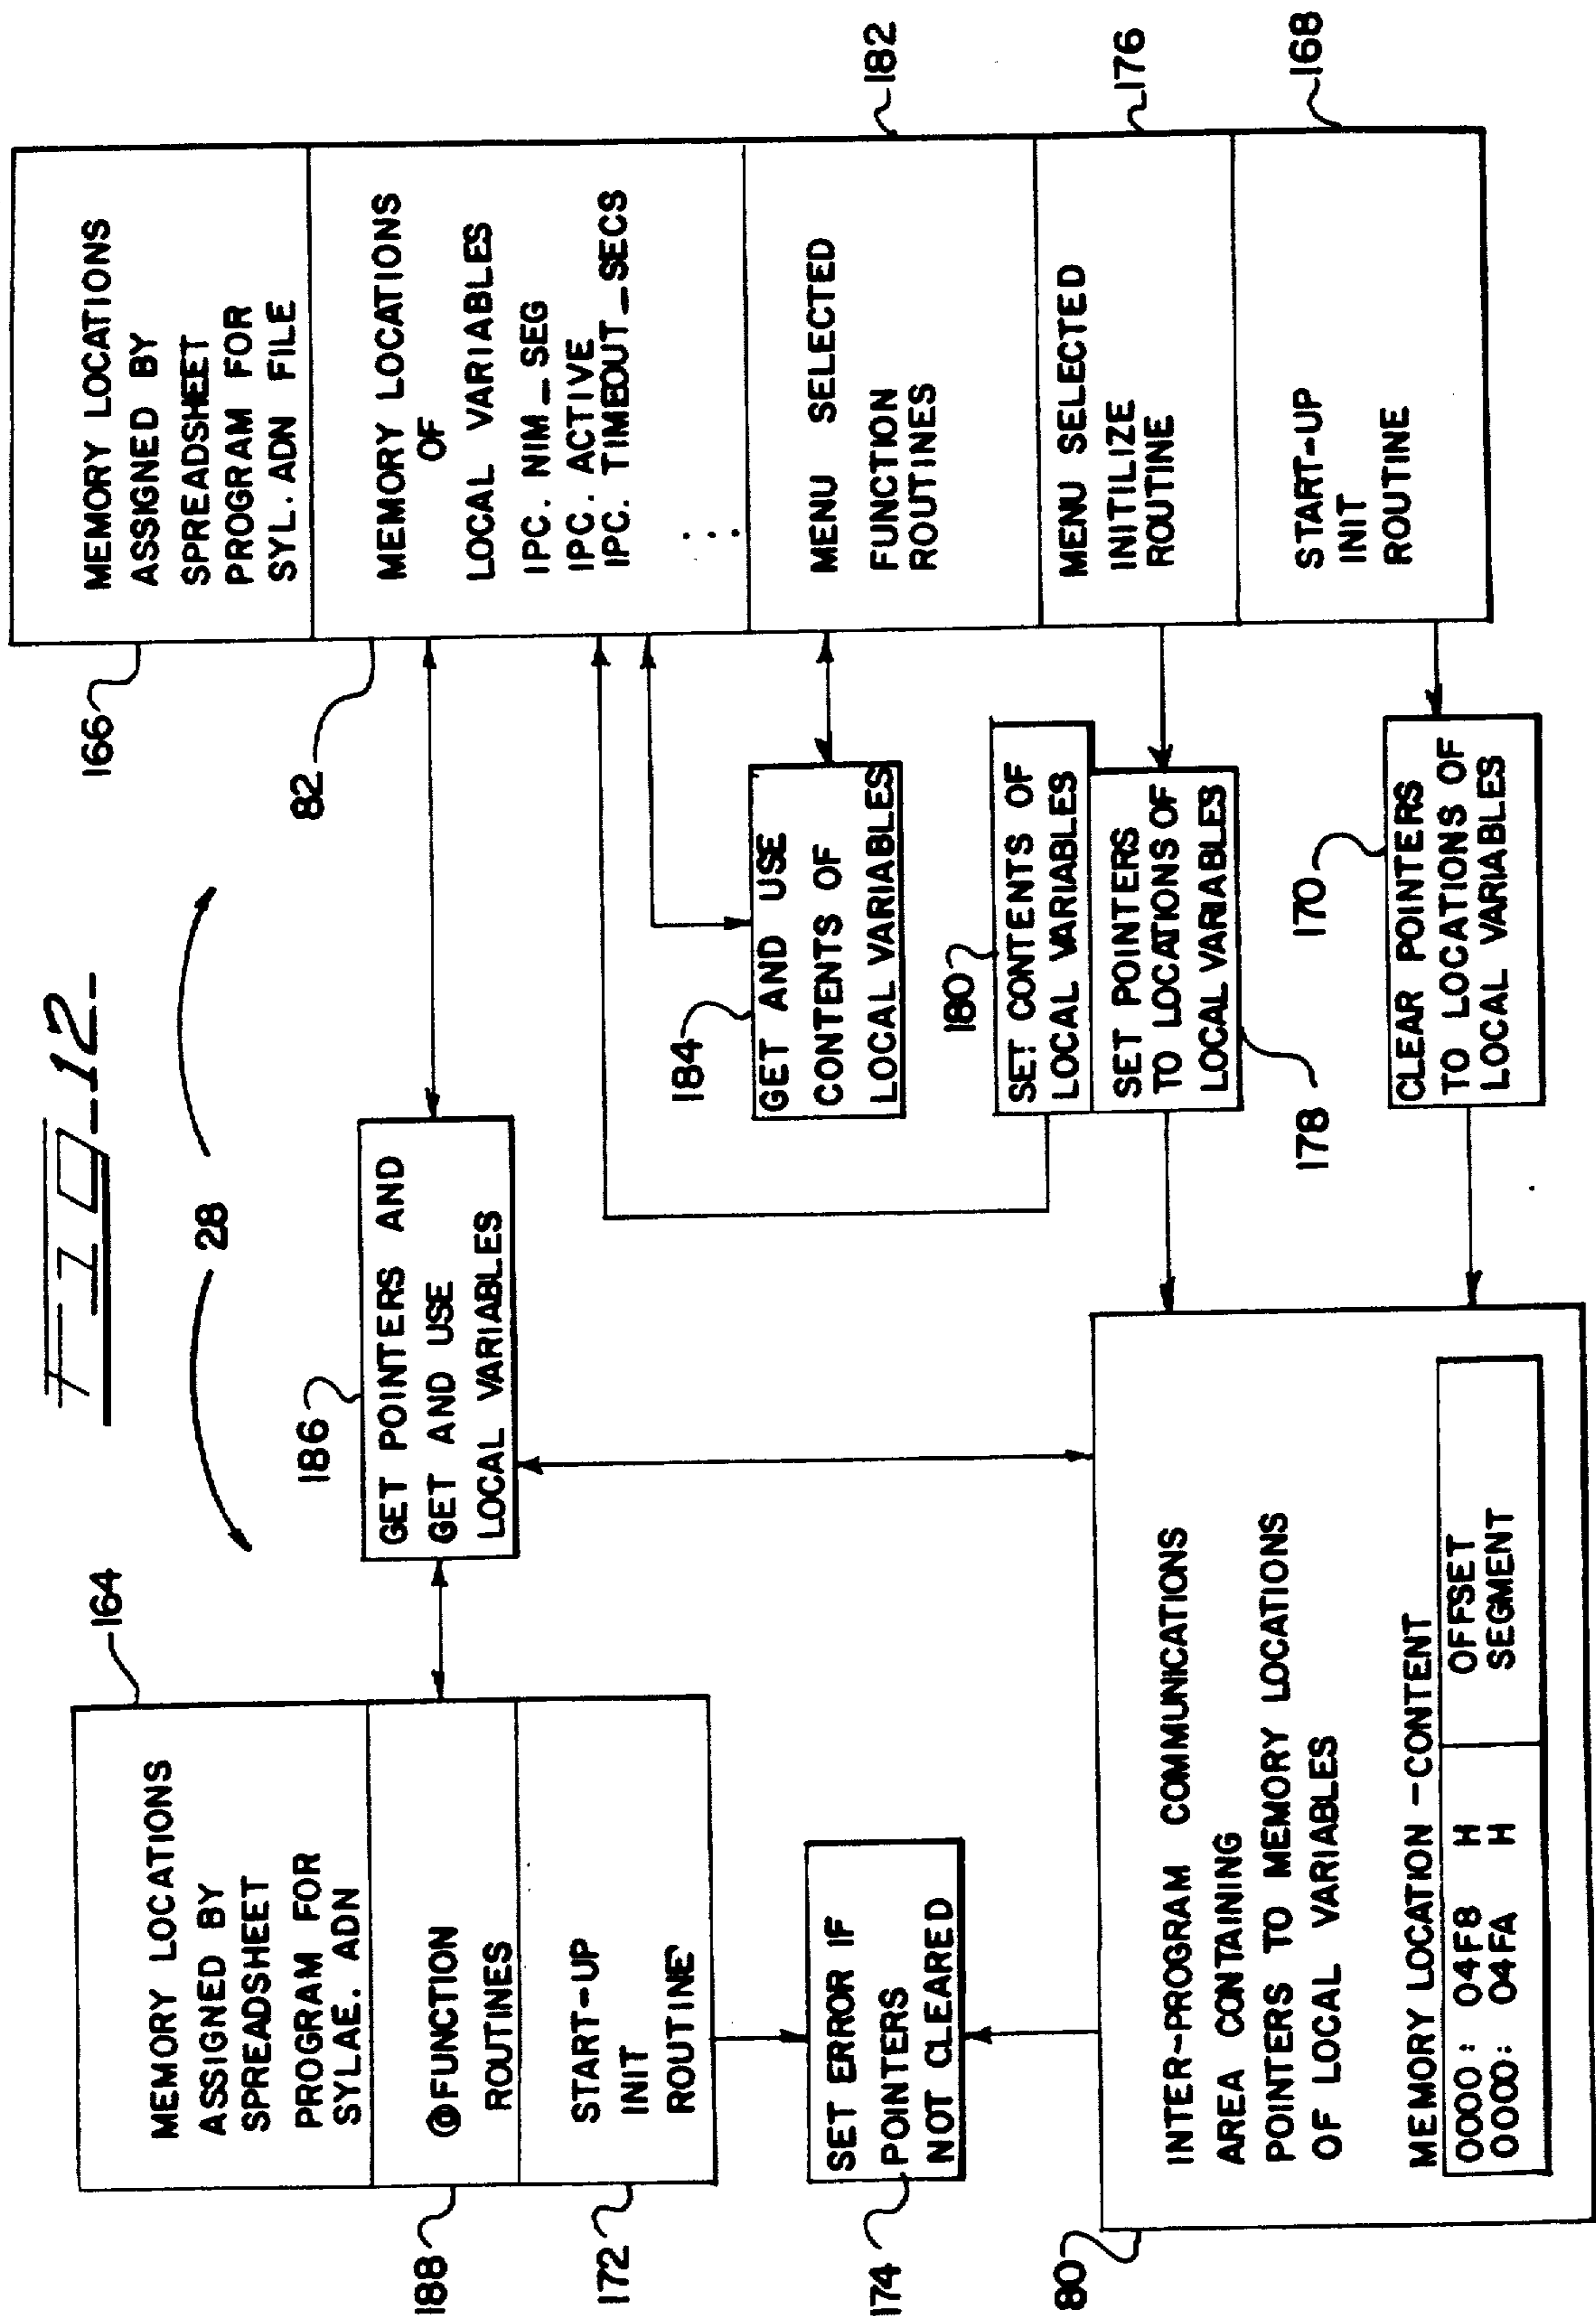 FIG-12-
28
164
MEMORY LOCATIONS
ASSIGNED BY
SPREADSHEET
PROGRAM FOR
SYLAE. ADN
188
@FUNCTION
ROUTINES
172
START-UP
INIT
ROUTINE
186
GET POINTERS AND
GET AND USE
LOCAL VARIABLES
166
MEMORY LOCATIONS
ASSIGNED BY
SPREADSHEET
PROGRAM FOR
SYL. ADN FILE
82
MEMORY LOCATIONS
OF
LOCAL VARIABLES
IPC. NIM_SEG
IPC. ACTIVE
IPC. TIMEOUT_SECS
...
184
GET AND USE
CONTENTS OF
LOCAL VARIABLES
MENU SELECTED
FUNCTION
ROUTINES
182
174
SET ERROR IF
POINTERS
NOT CLEARED
180
SET CONTENTS OF
LOCAL VARIABLES
SET POINTERS
TO LOCATIONS OF
LOCAL VARIABLES
178
MENU SELECTED
INITILIZE
ROUTINE
176
80
INTER-PROGRAM COMMUNICATIONS
AREA CONTAINING
POINTERS TO MEMORY LOCATIONS
OF LOCAL VARIABLES
MEMORY LOCATION - CONTENT
0000: 04F8 H OFFSET
0000: 04FA H SEGMENT
170
CLEAR POINTERS
TO LOCATIONS OF
LOCAL VARIABLES
START-UP
INIT
ROUTINE
168